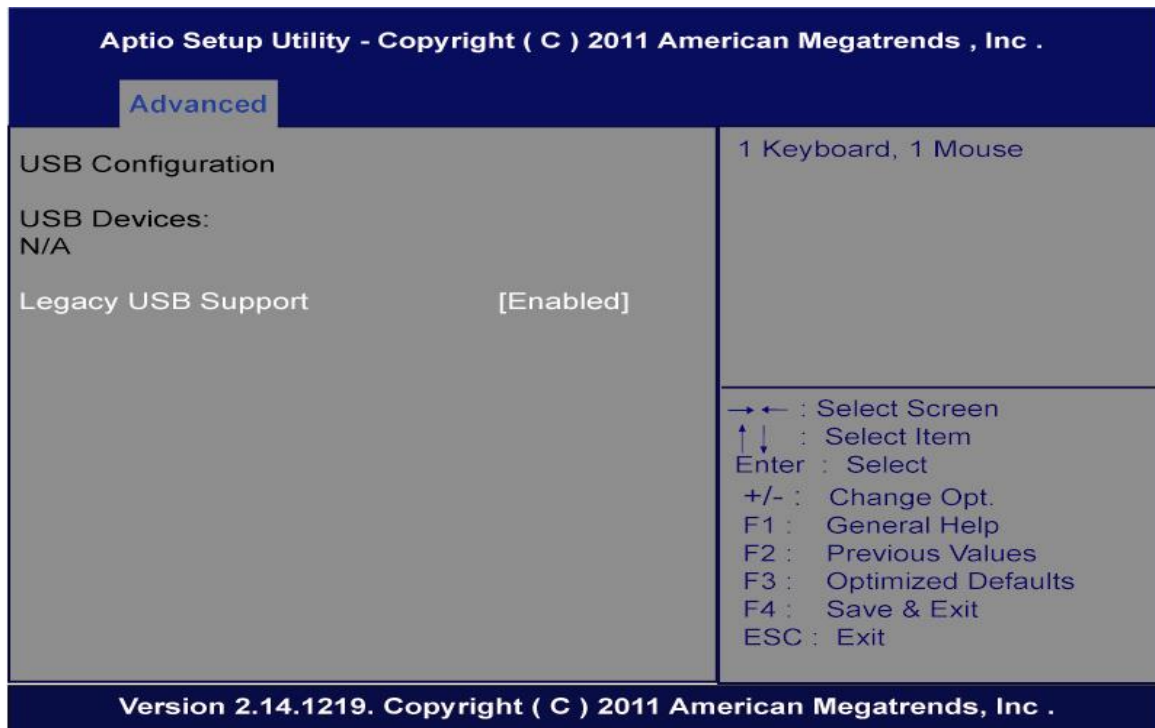 Aptio Setup Utility - Copyright ( C ) 2011 American Megatrends , Inc .
Advanced
USB Configuration
USB Devices:
N/A
Legacy USB Support [Enabled]
1 Keyboard, 1 Mouse
→ ← : Select Screen
↑ ↓ : Select Item
Enter : Select
+/- : Change Opt.
F1 : General Help
F2 : Previous Values
F3 : Optimized Defaults
F4 : Save & Exit
ESC : Exit
Version 2.14.1219. Copyright ( C ) 2011 American Megatrends, Inc .